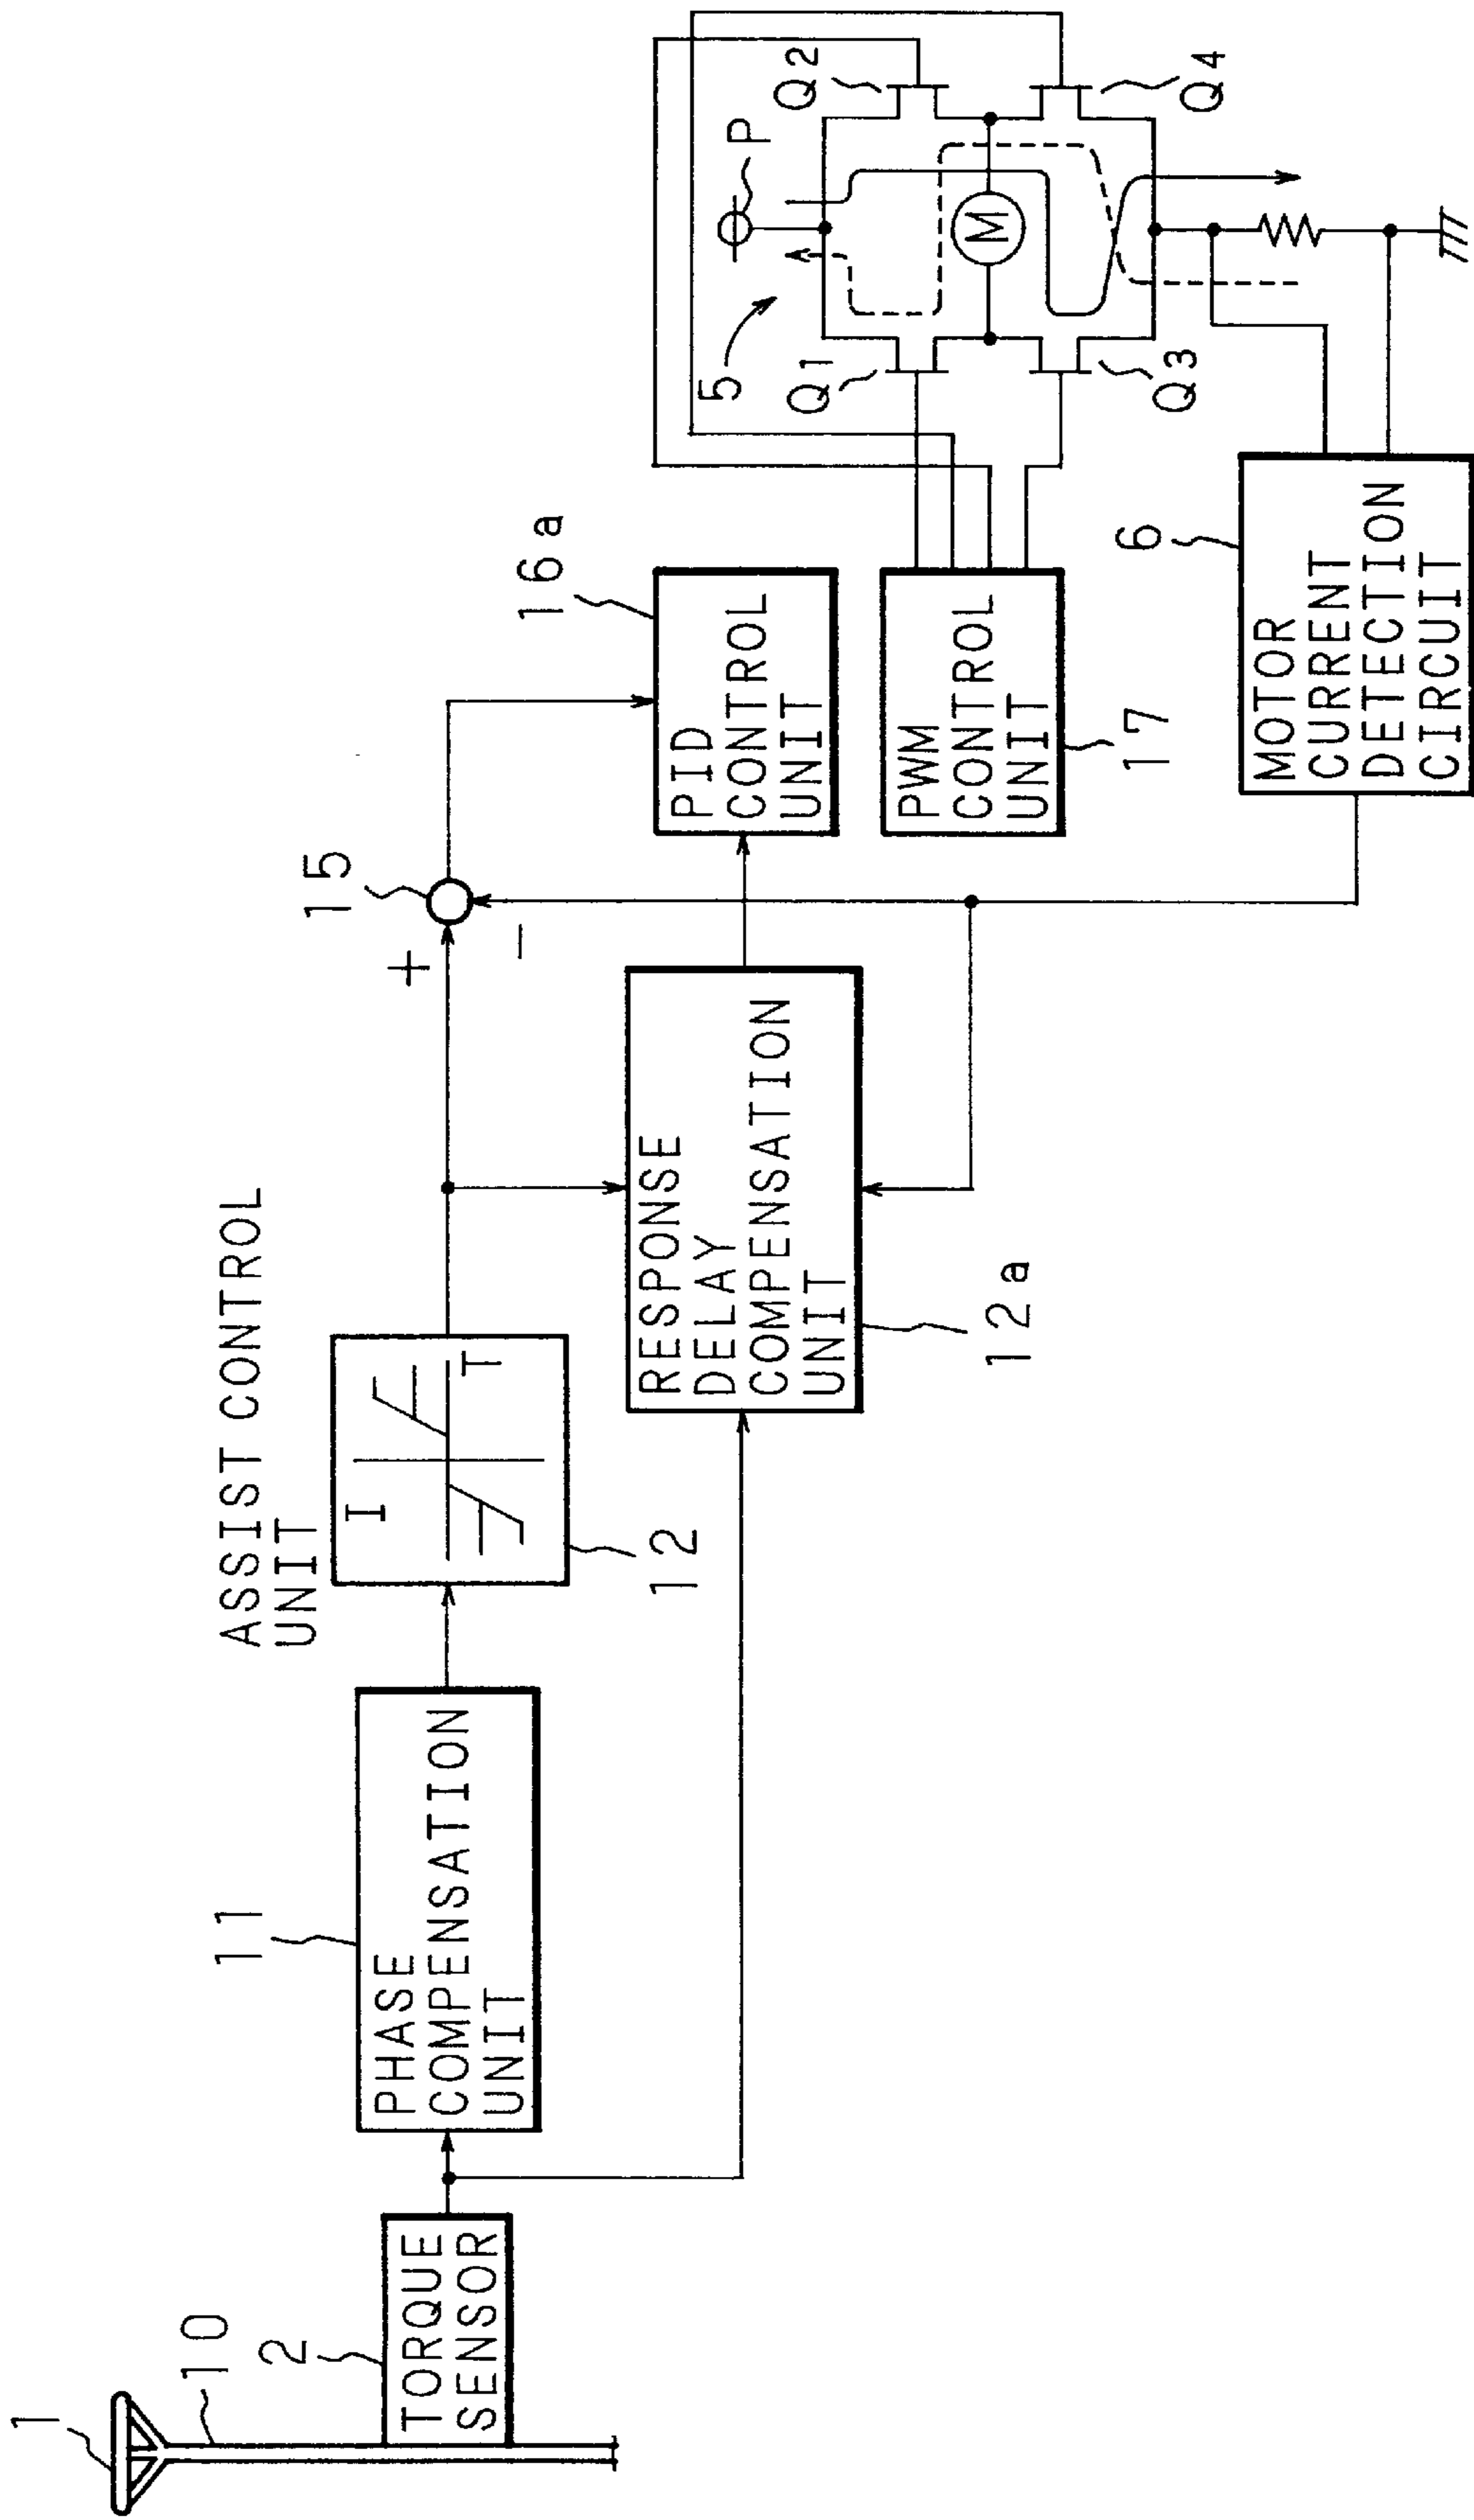 1
10
2
TORQUE
SENSOR
11
PHASE
COMPENSATION
UNIT
ASSIST CONTROL
UNIT
I
T
12
RESPONSE
DELAY
COMPENSATION
UNIT
12a
+
−
15
16a
PID
CONTROL
UNIT
PWM
CONTROL
UNIT
17
MOTOR
CURRENT
DETECTION
CIRCUIT
6
5
P
Q1
Q2
M
Q3
Q4